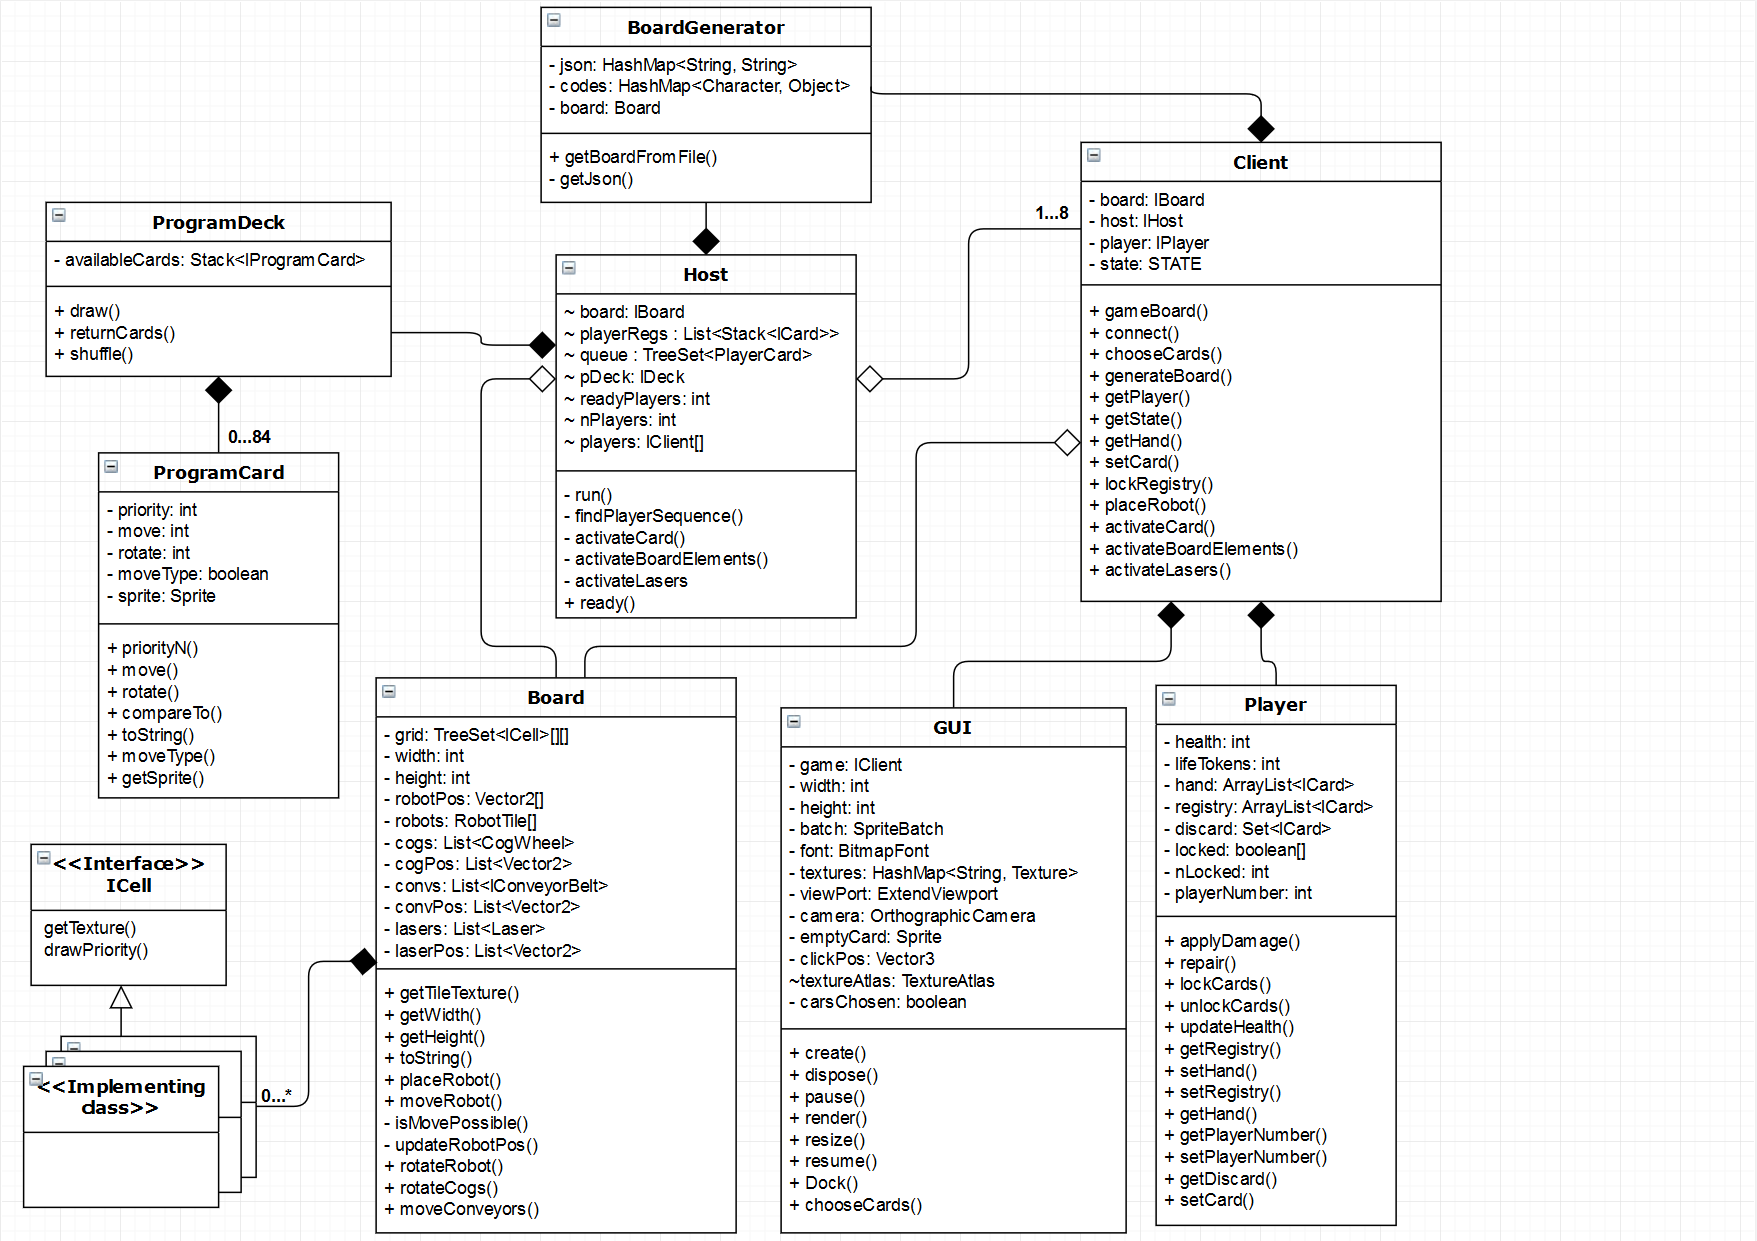 BoardGenerator
- json: HashMap<String, String>
- codes: HashMap<Character, Object>
- board: Board
+ getBoardFromFile()
- getJson()
Client
- board: IBoard
- host: IHost
- player: IPlayer
- state: STATE
+ gameBoard()
+ connect()
+ chooseCards()
+ generateBoard()
+ getPlayer()
+ getState()
+ getHand()
+ setCard()
+ lockRegistry()
+ placeRobot()
+ activateCard()
+ activateBoardElements()
+ activateLasers()
1...8
ProgramDeck
- availableCards: Stack<IProgramCard>
+ draw()
+ returnCards()
+ shuffle()
0...84
Host
~ board: IBoard
~ playerRegs : List<Stack<ICard>>
~ queue : TreeSet<PlayerCard>
~ pDeck: IDeck
~ readyPlayers: int
~ nPlayers: int
~ players: IClient[]
- run()
- findPlayerSequence()
- activateCard()
- activateBoardElements()
- activateLasers
+ ready()
ProgramCard
- priority: int
- move: int
- rotate: int
- moveType: boolean
- sprite: Sprite
+ priorityN()
+ move()
+ rotate()
+ compareTo()
+ toString()
+ moveType()
+ getSprite()
Board
- grid: TreeSet<ICell>[][]
- width: int
- height: int
- robotPos: Vector2[]
- robots: RobotTile[]
- cogs: List<CogWheel>
- cogPos: List<Vector2>
- convs: List<IConveyorBelt>
- convPos: List<Vector2>
- lasers: List<Laser>
- laserPos: List<Vector2>
+ getTileTexture()
+ getWidth()
+ getHeight()
+ toString()
+ placeRobot()
+ moveRobot()
- isMovePossible()
- updateRobotPos()
+ rotateRobot()
+ rotateCogs()
+ moveConveyors()
GUI
- game: IClient
- width: int
- height: int
- batch: SpriteBatch
- font: BitmapFont
- textures: HashMap<String, Texture>
- viewPort: ExtendViewport
- camera: OrthographicCamera
- emptyCard: Sprite
- clickPos: Vector3
~textureAtlas: TextureAtlas
- carsChosen: boolean
+ create()
+ dispose()
+ pause()
+ render()
+ resize()
+ resume()
+ Dock()
+ chooseCards()
Player
- health: int
- lifeTokens: int
- hand: ArrayList<ICard>
- registry: ArrayList<ICard>
- discard: Set<ICard>
- locked: boolean[]
- nLocked: int
- playerNumber: int
+ applyDamage()
+ repair()
+ lockCards()
+ unlockCards()
+ updateHealth()
+ getRegistry()
+ setHand()
+ setRegistry()
+ getHand()
+ getPlayerNumber()
+ setPlayerNumber()
+ getDiscard()
+ setCard()
<<Interface>>
ICell
getTexture()
drawPriority()
<<Implementing
class>>
0...*